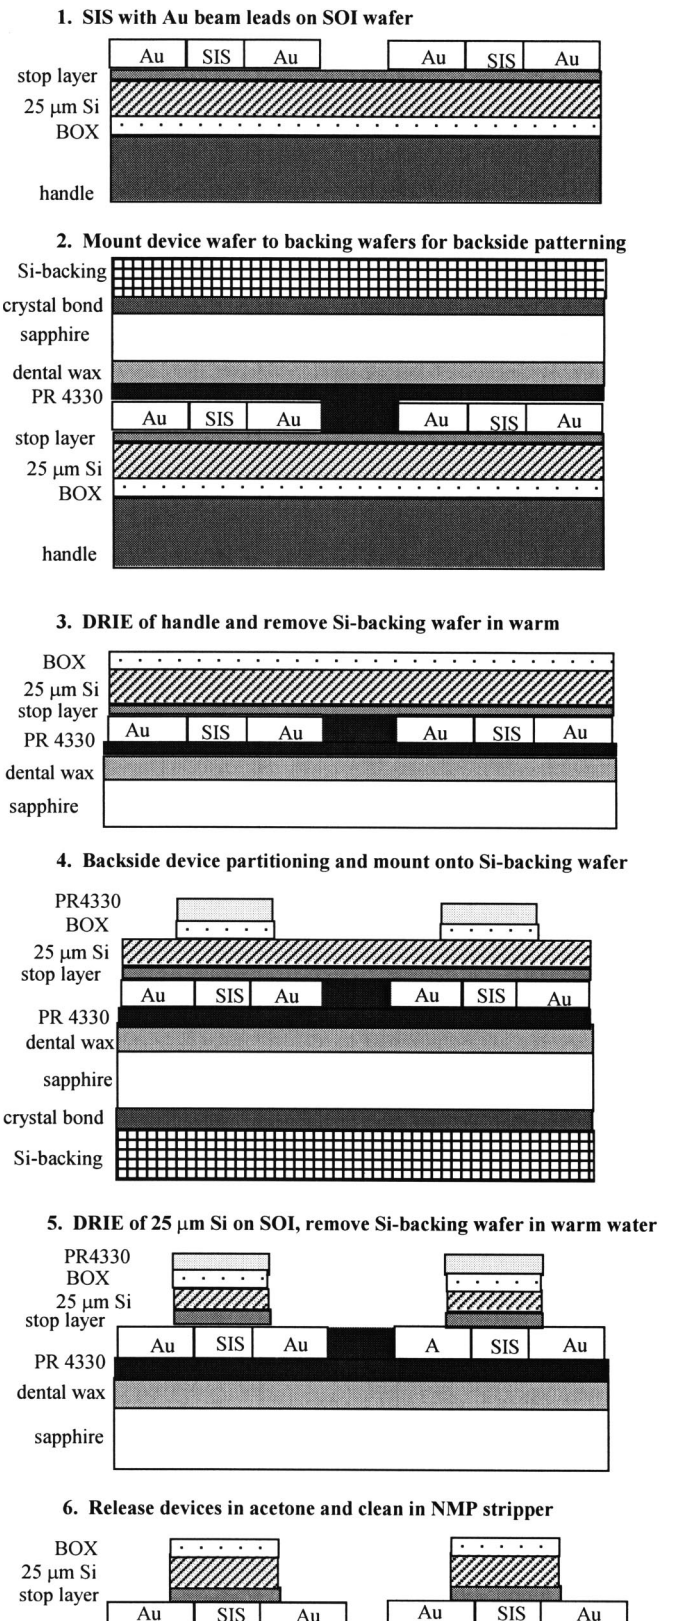 1. SIS with Au beam leads on SOI wafer
Au SIS Au Au SIS Au
stop layer
25 μm Si
BOX
handle
2. Mount device wafer to backing wafers for backside patterning
Si-backing
crystal bond
sapphire
dental wax
PR 4330
Au SIS Au Au SIS Au
stop layer
25 μm Si
BOX
handle
3. DRIE of handle and remove Si-backing wafer in warm
BOX
25 μm Si
stop layer
Au SIS Au Au SIS Au
PR 4330
dental wax
sapphire
4. Backside device partitioning and mount onto Si-backing wafer
PR4330
BOX
25 μm Si
stop layer
Au SIS Au Au SIS Au
PR 4330
dental wax
sapphire
crystal bond
Si-backing
5. DRIE of 25 μm Si on SOI, remove Si-backing wafer in warm water
PR4330
BOX
25 μm Si
stop layer
Au SIS Au A SIS Au
PR 4330
dental wax
sapphire
6. Release devices in acetone and clean in NMP stripper
BOX
25 μm Si
stop layer
Au SIS Au Au SIS Au